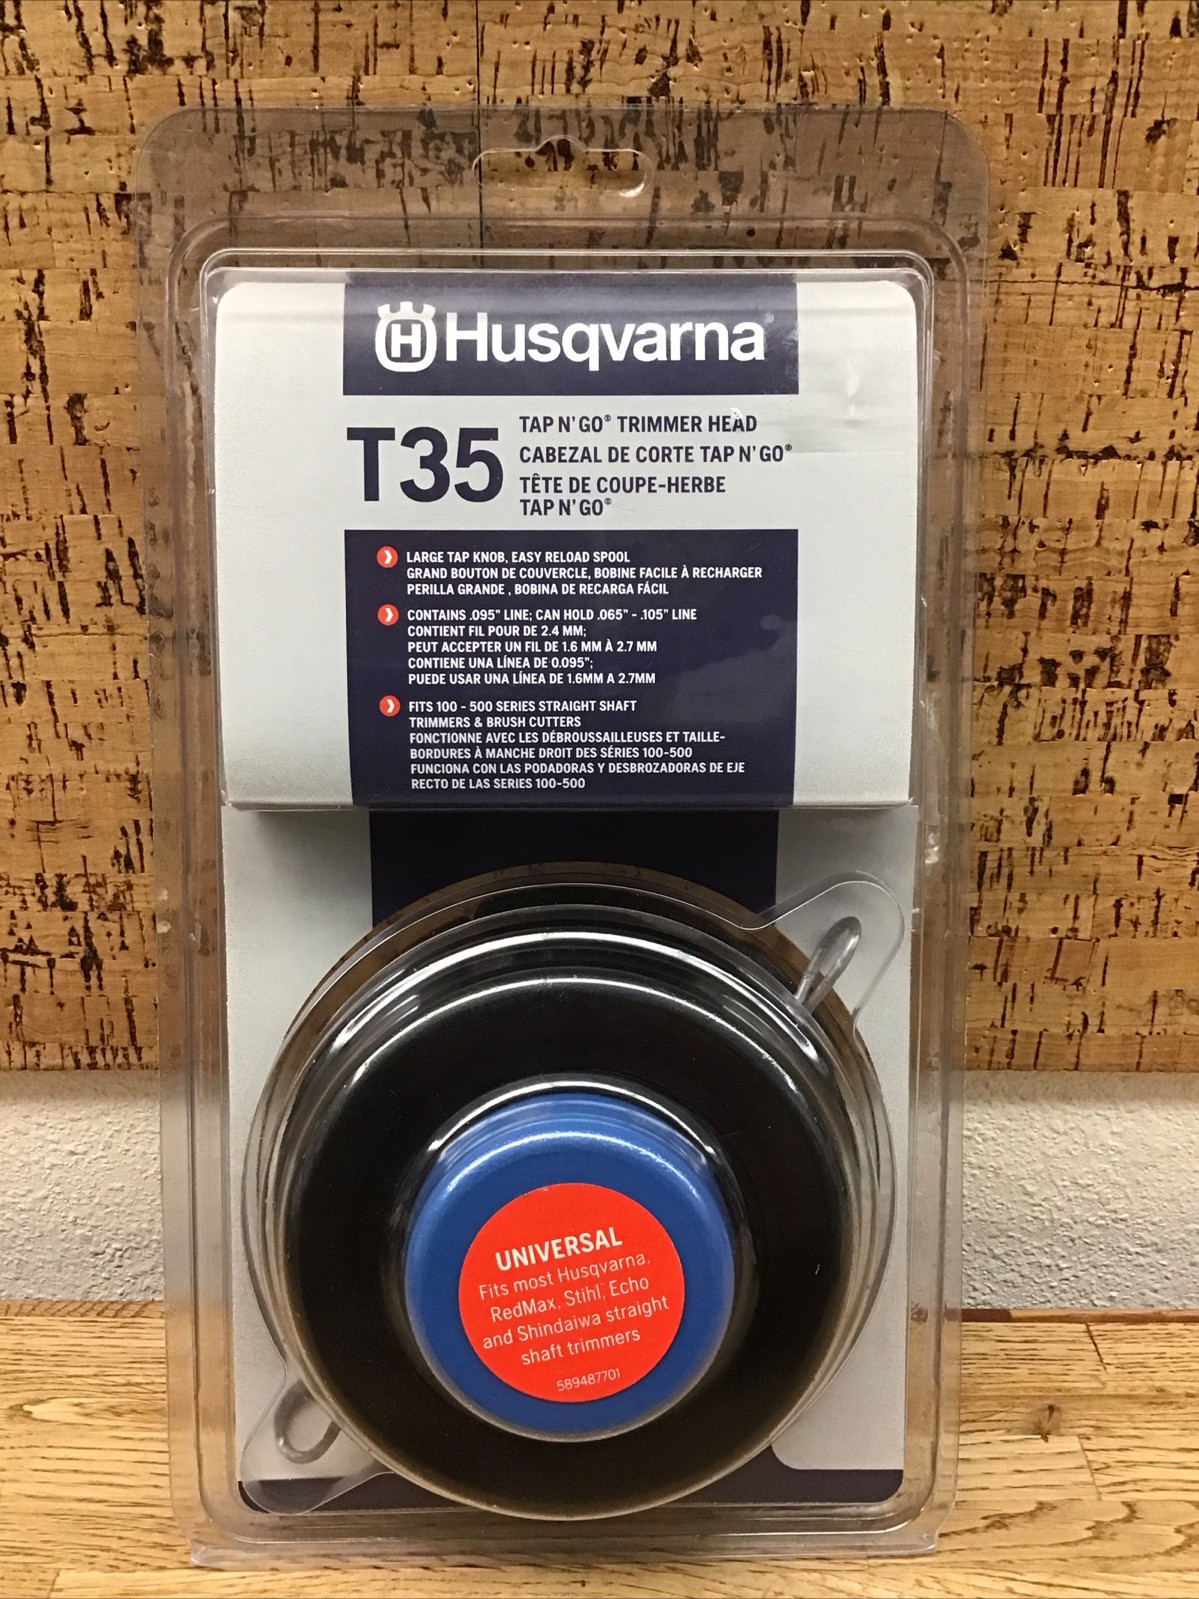 Husqvarna®
T35
TAP N' GO® TRIMMER HEAD
CABEZAL DE CORTE TAP N' GO®
TÊTE DE COUPE-HERBE
TAP N' GO®
LARGE TAP KNOB, EASY RELOAD SPOOL
GRAND BOUTON DE COUVERCLE, BOBINE FACILE À RECHARGER
PERILLA GRANDE , BOBINA DE RECARGA FÁCIL
CONTAINS .095" LINE; CAN HOLD .065" - .105" LINE
CONTIENT FIL POUR DE 2.4 MM;
PEUT ACCEPTER UN FIL DE 1.6 MM À 2.7 MM
CONTIENE UNA LÍNEA DE 0.095";
PUEDE USAR UNA LÍNEA DE 1.6MM A 2.7MM
FITS 100 - 500 SERIES STRAIGHT SHAFT
TRIMMERS & BRUSH CUTTERS
FONCTIONNE AVEC LES DÉBROUSSAILLEUSES ET TAILLE-
BORDURES À MANCHE DROIT DES SÉRIES 100-500
FUNCIONA CON LAS PODADORAS Y DESBROZADORAS DE EJE
RECTO DE LAS SERIES 100-500
UNIVERSAL
Fits most Husqvarna,
RedMax, Stihl, Echo
and Shindaiwa straight
shaft trimmers
589487701